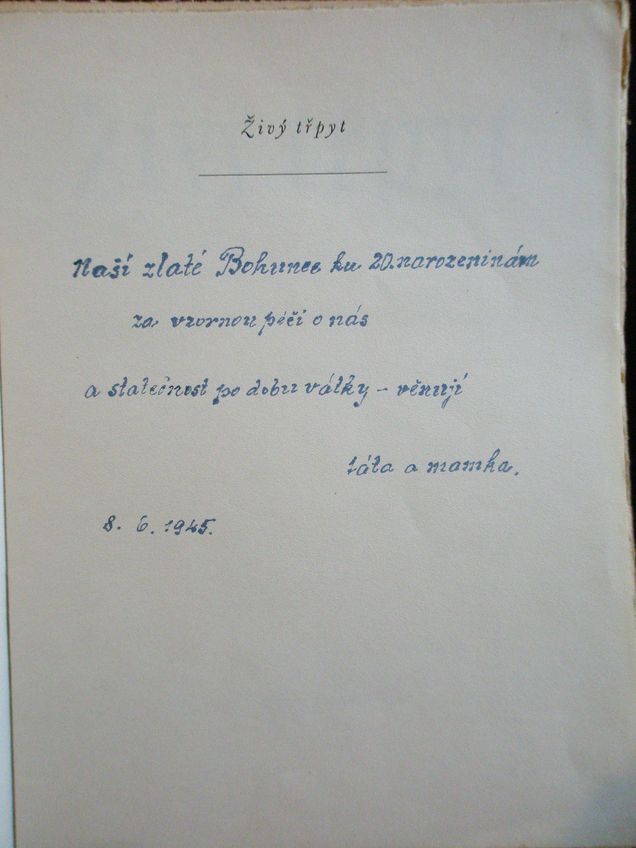 Živý třpyt
Naší zlaté Bohunce ku 20. narozeninám
za vzornou péči o nás
a statečnost po dobu války – věnují
táta a mamka.
8. 6. 1945.